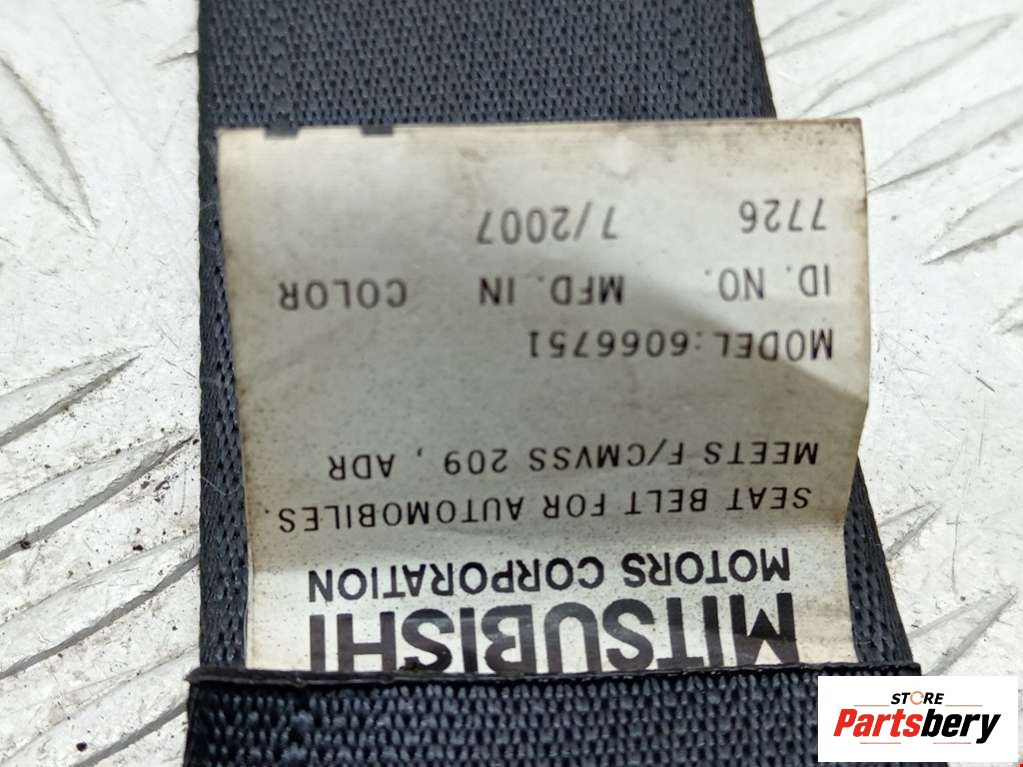 MITSUBISHI
MOTORS CORPORATION
SEAT BELT FOR AUTOMOBILES.
MEETS F/CMVSS 209 , ADR
MODEL:6066751
ID. NO. MFD. IN COLOR
7726 7/2007
STORE
Partsbery